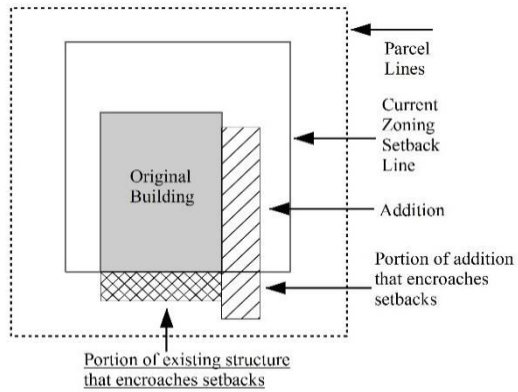 Parcel
Lines
Current
Zoning
Setback
Line
Original
Building
Addition
Portion of addition
that encroaches
setbacks
Portion of existing structure
that encroaches setbacks